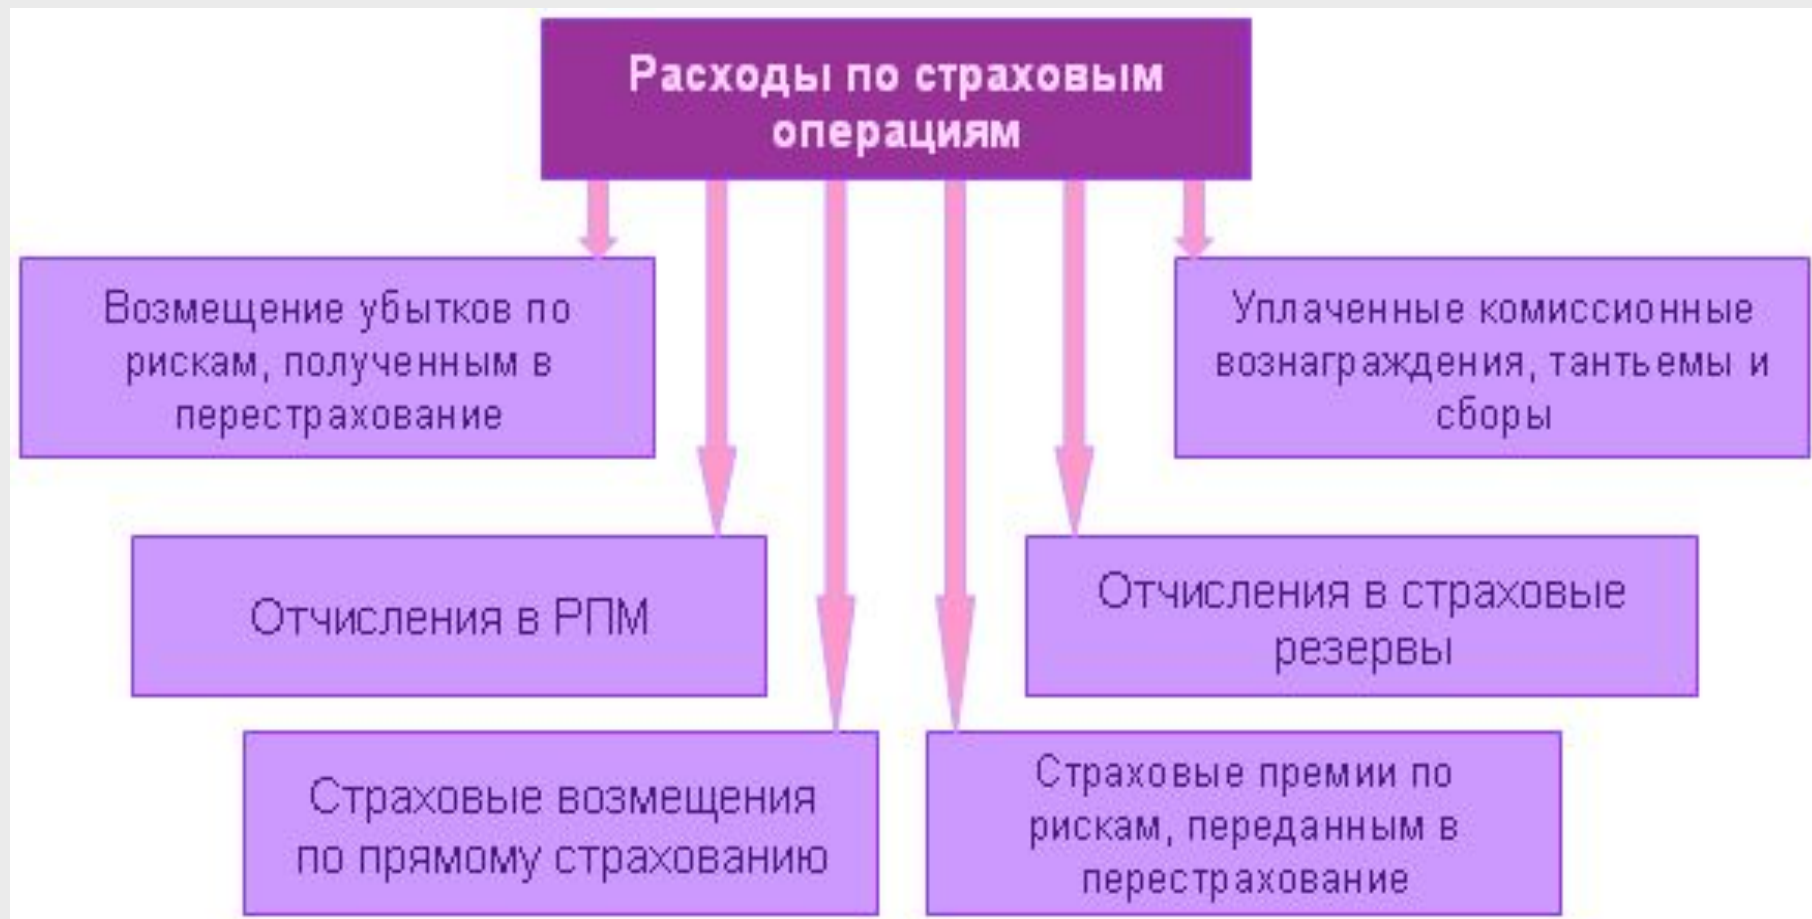 Расходы по страховым
операциям
Возмещение убытков по
рискам, полученным в
перестрахование
Уплаченные комиссионные
вознаграждения, тантьемы и
сборы
Отчисления в РПМ
Отчисления в страховые
резервы
Страховые возмещения
по прямому страхованию
Страховые премии по
рискам, переданным в
перестрахование